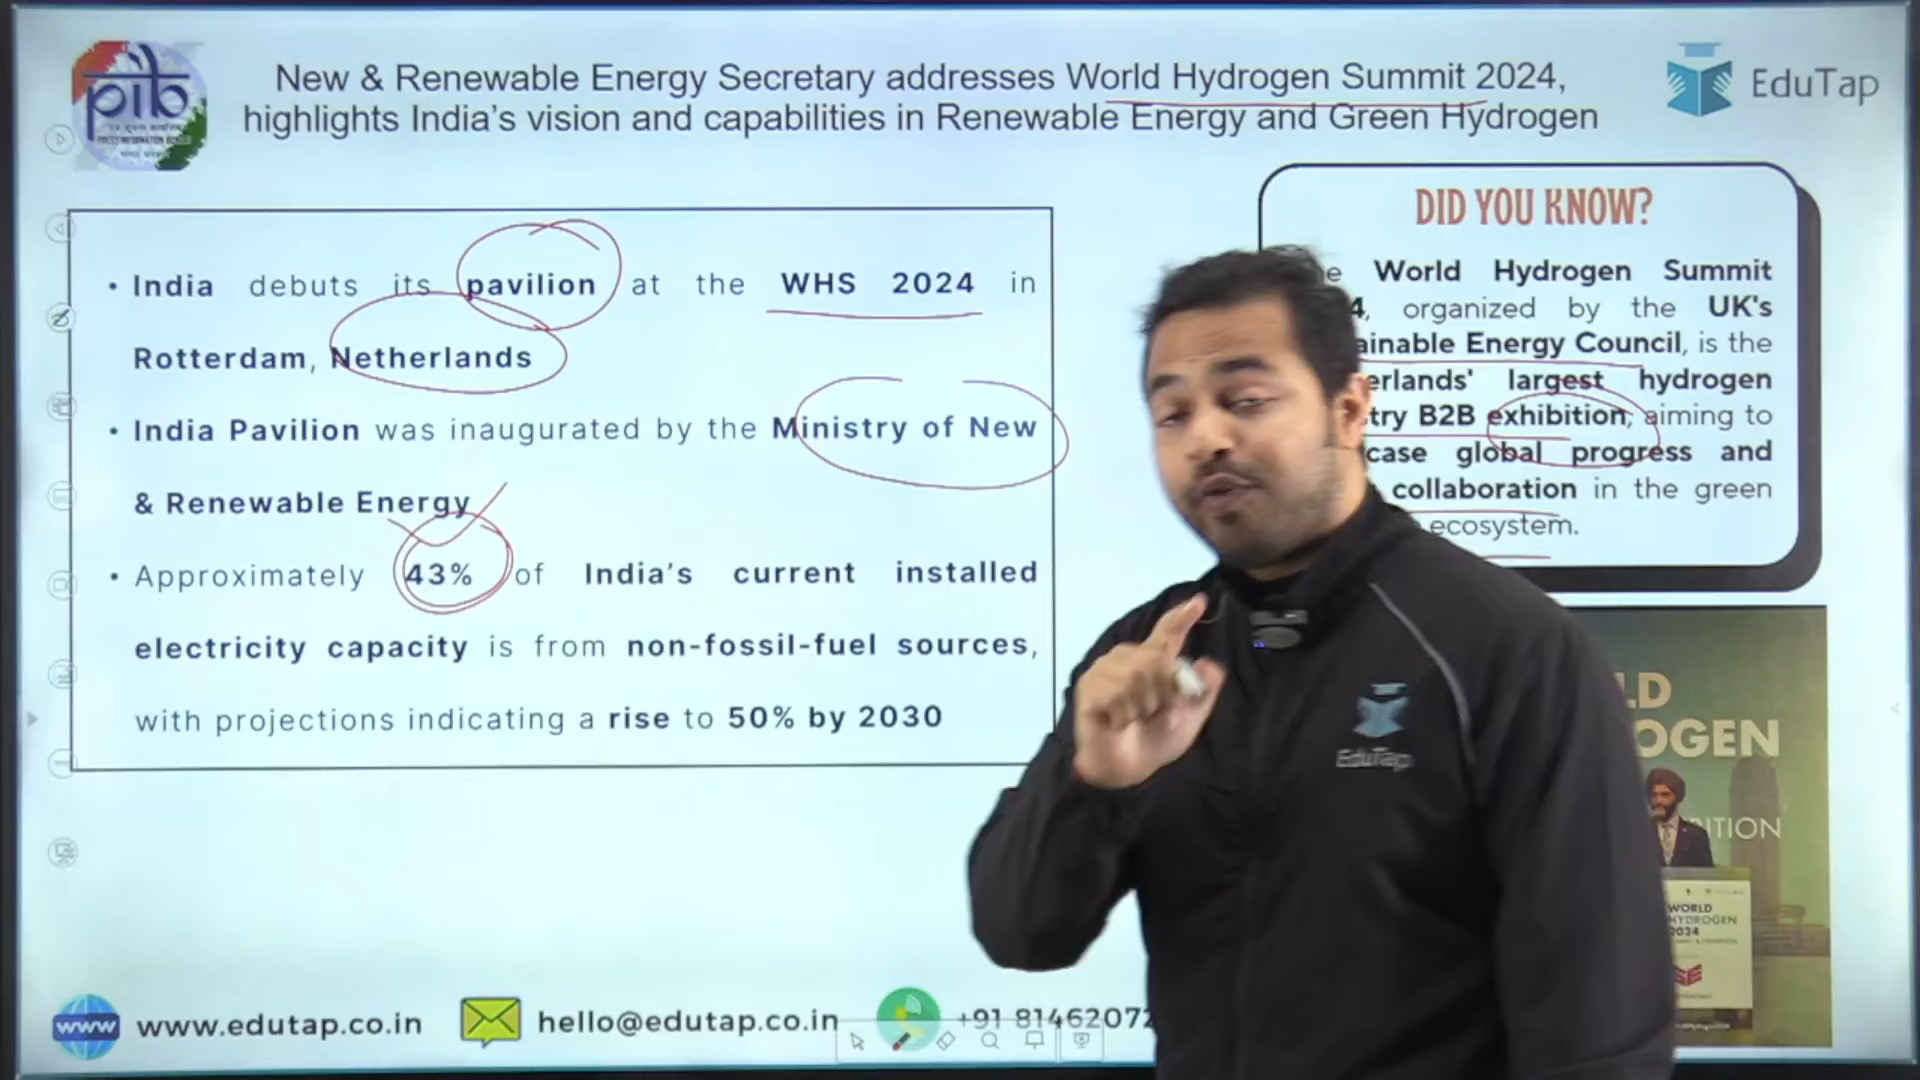 New & Renewable Energy Secretary addresses World Hydrogen Summit 2024,
highlights India's vision and capabilities in Renewable Energy and Green Hydrogen
pib
EduTap
• India debuts its pavilion at the WHS 2024 in
Rotterdam, Netherlands
• India Pavilion was inaugurated by the Ministry of New
& Renewable Energy
• Approximately 43% of India's current installed
electricity capacity is from non-fossil-fuel sources,
with projections indicating a rise to 50% by 2030
DID YOU KNOW?
World Hydrogen Summit
4, organized by the UK's
ainable Energy Council, is the
erlands' largest hydrogen
try B2B exhibition, aiming to
case global progress and
collaboration in the green
ecosystem.
LD
OGEN
ITION
WORLD
HYDROGEN
2024
EduTap
www www.edutap.co.in
hello@edutap.co.in
+91 8146207